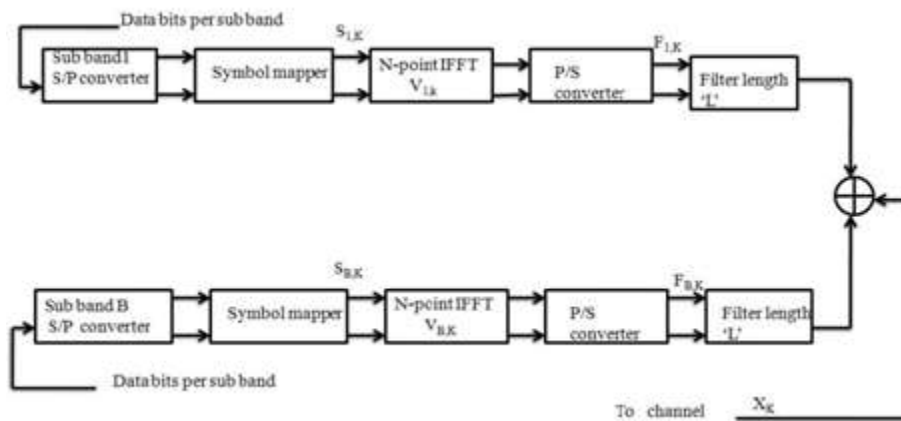 Data bits per sub band
Sub band1
S/P converter
Symbol mapper
S1,K
N-point IFFT
V1,k
P/S
converter
F1,K
Filter length
‘L’
Sub band B
S/P converter
Symbol mapper
SB,K
N-point IFFT
VB,K
P/S
converter
FB,K
Filter length
‘L’
Data bits per sub band
To channel
XK